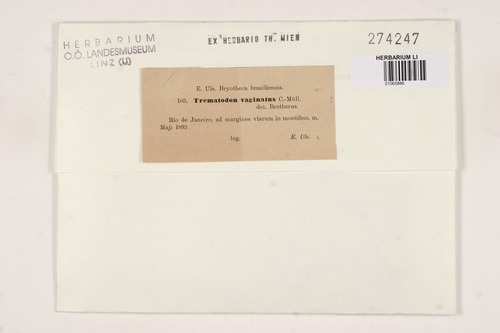 HERBARIUM
O.Ö. LANDESMUSEUM
LINZ (LI)
EX "HERBARIO TH." WIEN
274247
HERBARIUM LI
E. Ule. Bryotheca brasiliensis.
103. Trematodon vaginatus C.-Müll.
det. Brotherus.
Rio de Janeiro, ad margines viarum in montibus, m.
Maji 1893
leg. E. Ule.